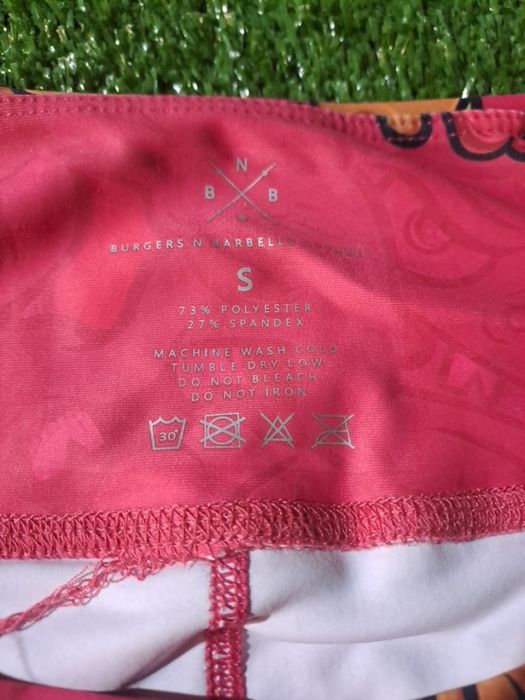 N
B B
BURGERS N BARBELLS
S
73% POLYESTER
27% SPANDEX
MACHINE WASH COLD
TUMBLE DRY LOW
DO NOT BLEACH
DO NOT IRON
30°